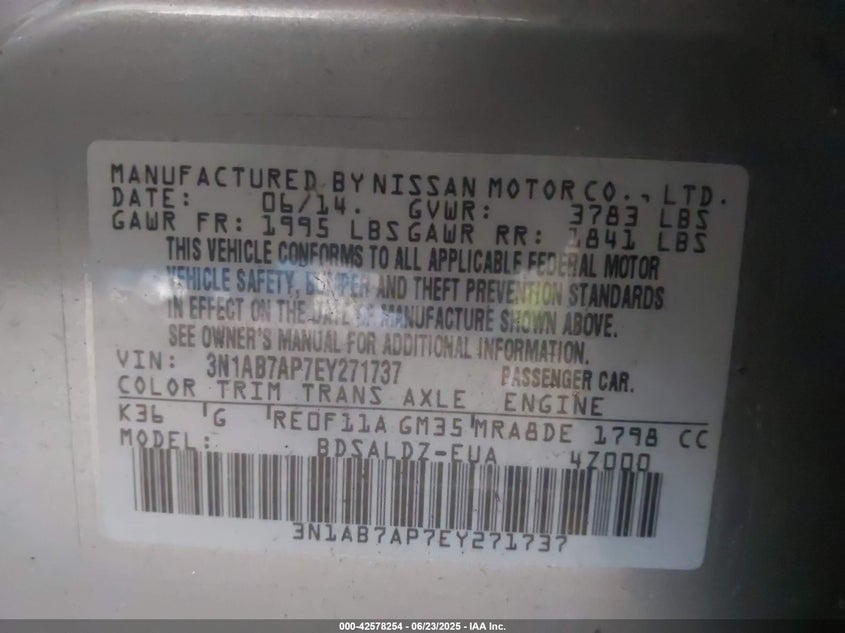 MANUFACTURED BY NISSAN MOTOR CO., LTD.
DATE: 06/14. GVWR: 3783 LBS
GAWR FR: 1995 LBS GAWR RR: 1841 LBS
THIS VEHICLE CONFORMS TO ALL APPLICABLE FEDERAL MOTOR
VEHICLE SAFETY, BUMPER AND THEFT PREVENTION STANDARDS
IN EFFECT ON THE DATE OF MANUFACTURE SHOWN ABOVE.
SEE OWNER'S MANUAL FOR ADDITIONAL INFORMATION.
VIN: 3N1AB7AP7EY271737 PASSENGER CAR.
COLOR TRIM TRANS AXLE ENGINE
K36 G RE0F11A GM35 MRA8DE 1798 CC
MODEL: BDSALDZ-EUA 4Z000
3N1AB7AP7EY271737
000-42578254 | 06/23/2025 - IAA Inc.